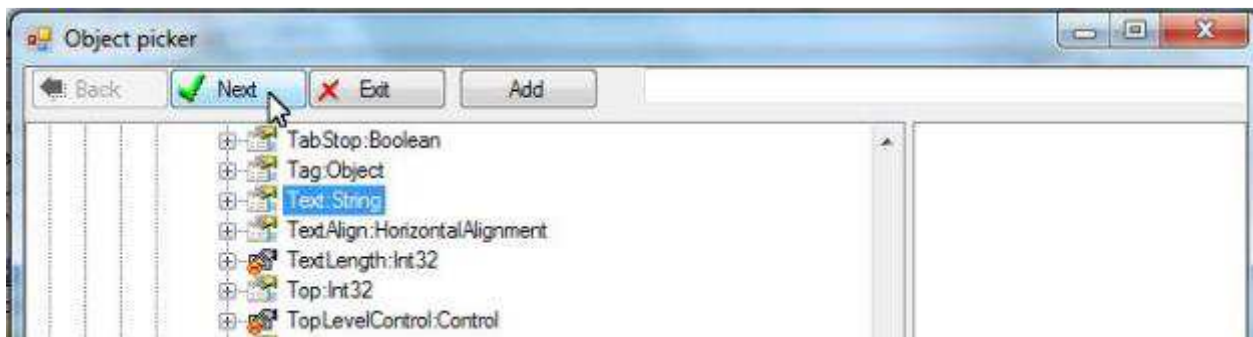 Object picker
Back Next Exit Add
TabStop:Boolean
Tag:Object
Text:String
TextAlign:HorizontalAlignment
TextLength:Int32
Top:Int32
TopLevelControl:Control